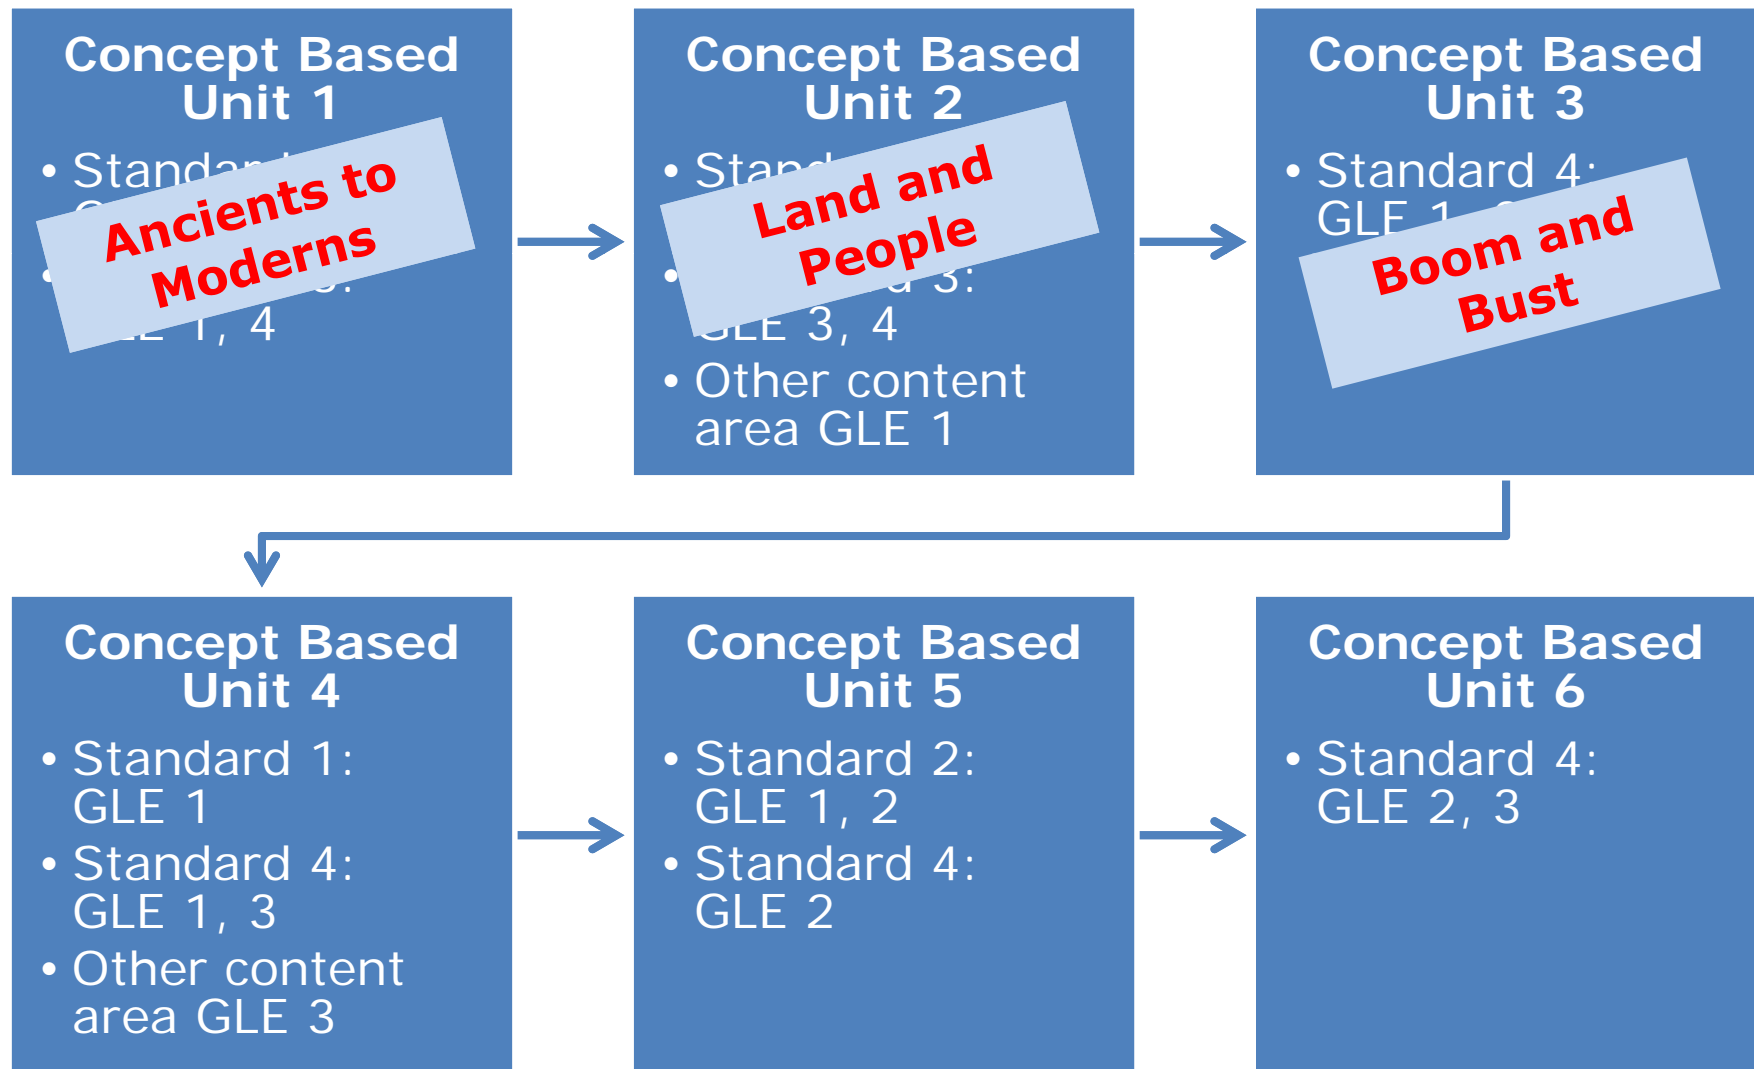 Concept Based
Unit 1
• Standard
Ancients to
Moderns
1, 4
Concept Based
Unit 2
Land and
People
3:
GLE 3, 4
• Other content
area GLE 1
Concept Based
Unit 3
• Standard 4:
GLE 1,
Boom and
Bust
Concept Based
Unit 4
• Standard 1:
GLE 1
• Standard 4:
GLE 1, 3
• Other content
area GLE 3
Concept Based
Unit 5
• Standard 2:
GLE 1, 2
• Standard 4:
GLE 2
Concept Based
Unit 6
• Standard 4:
GLE 2, 3